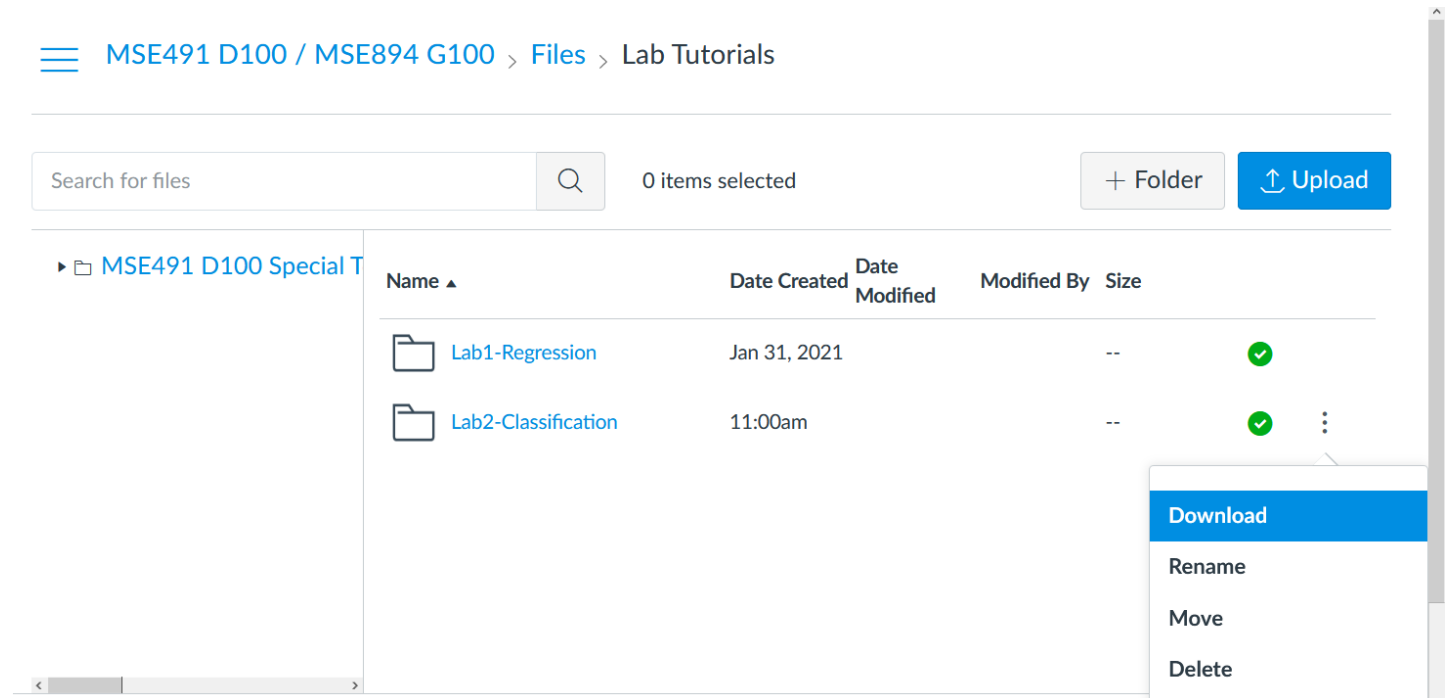 MSE491 D100 / MSE894 G100 > Files > Lab Tutorials
Search for files
0 items selected
+ Folder
Upload
MSE491 D100 Special T
Name
Date Created
Date
Modified
Modified By
Size
Lab1-Regression
Jan 31, 2021
--
Lab2-Classification
11:00am
--
Download
Rename
Move
Delete